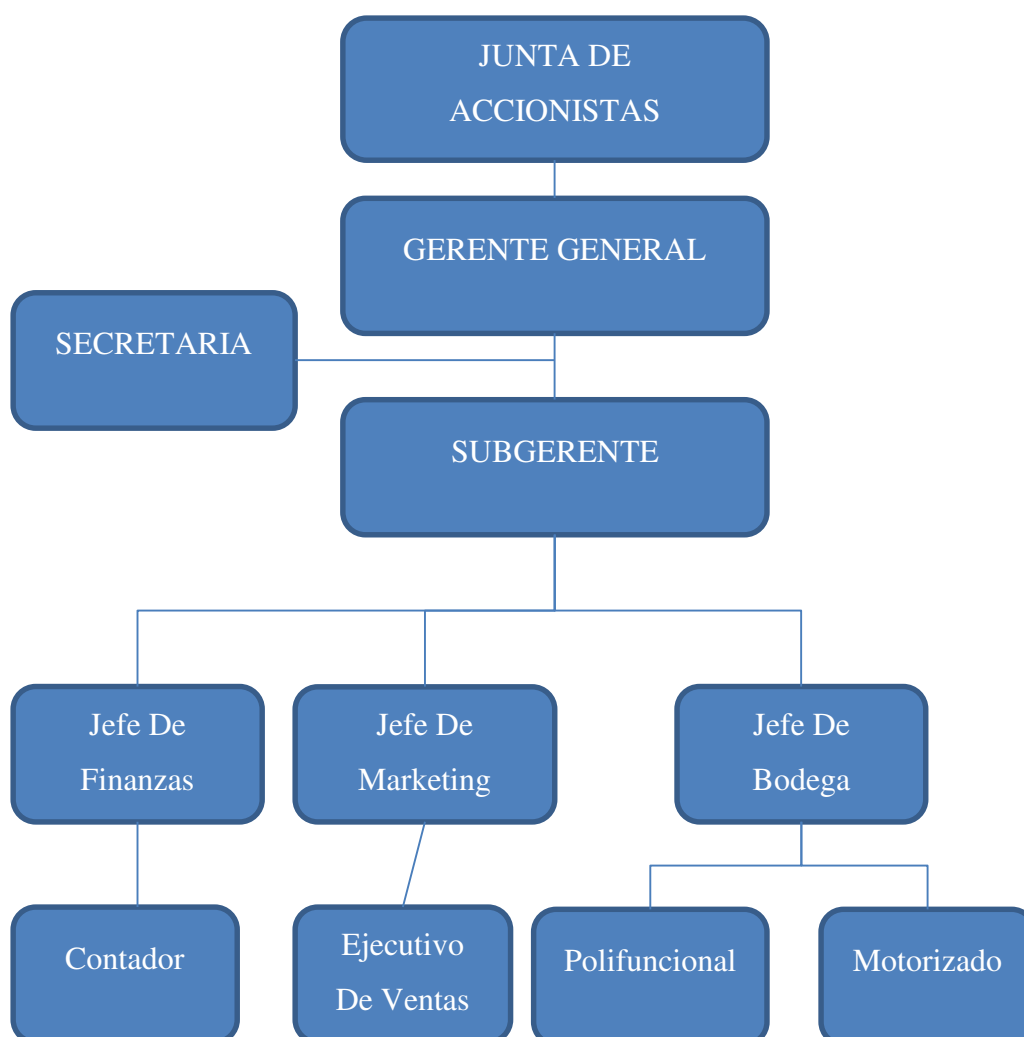 JUNTA DE
ACCIONISTAS
GERENTE GENERAL
SECRETARIA
SUBGERENTE
Jefe De
Finanzas
Jefe De
Marketing
Jefe De
Bodega
Contador
Ejecutivo
De Ventas
Polifuncional
Motorizado